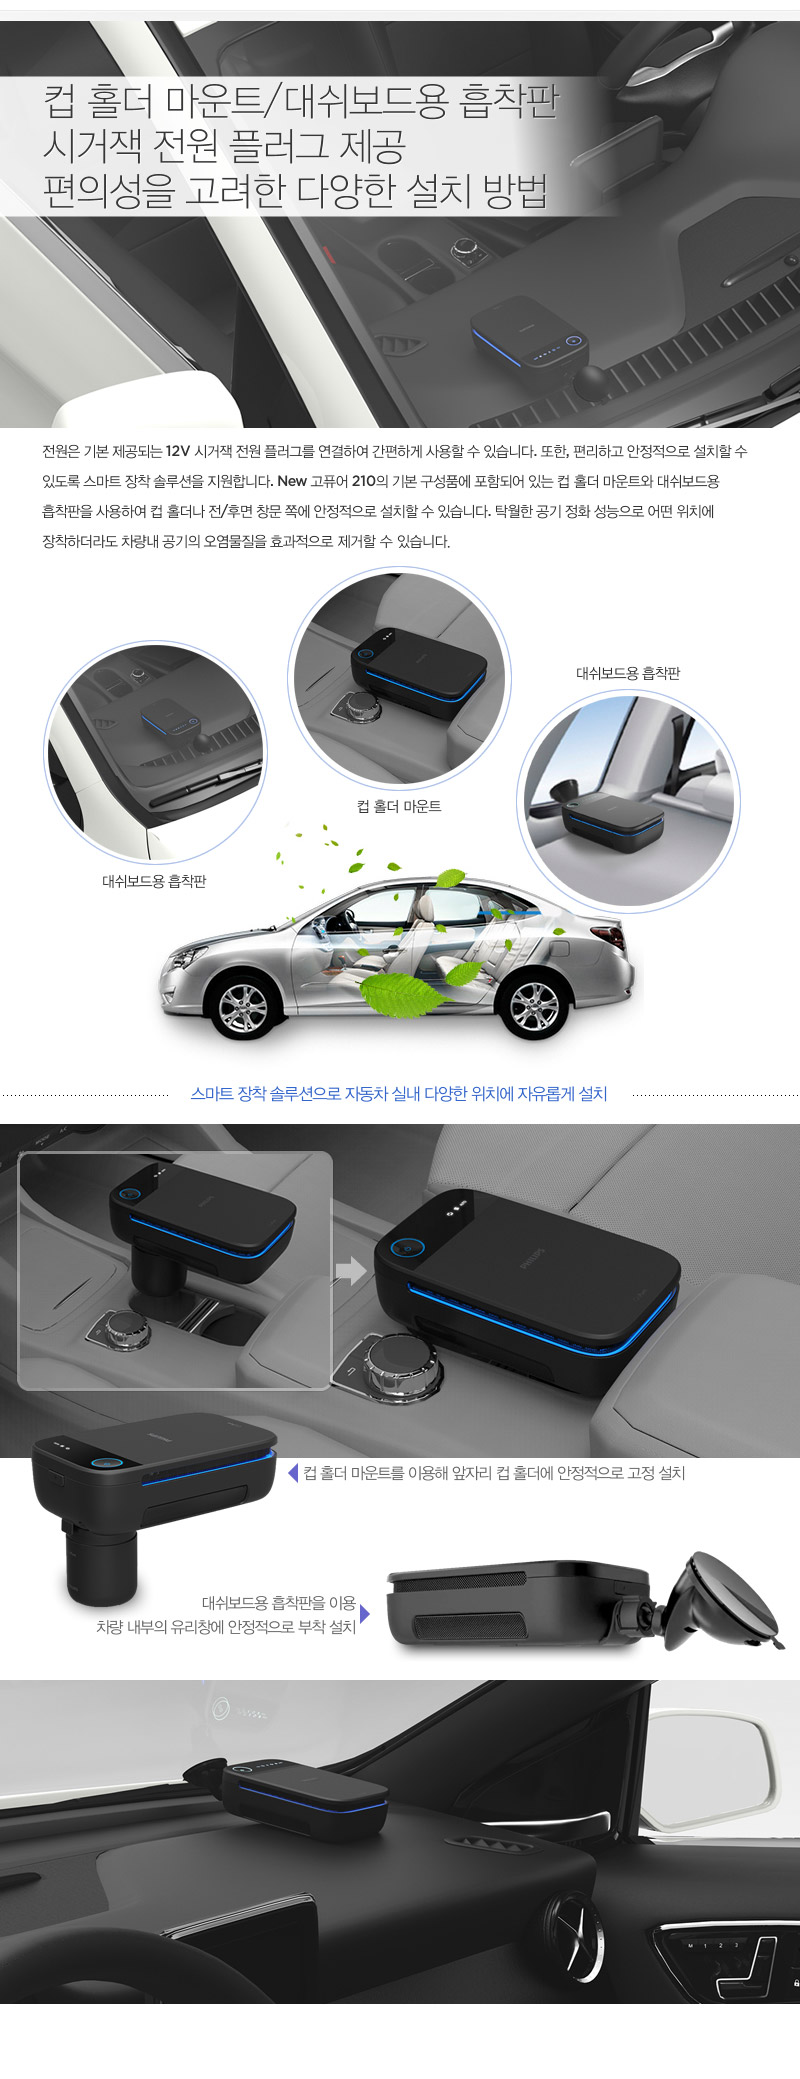 컵 홀더 마운트/대쉬보드용 흡착판
시거잭 전원 플러그 제공
편의성을 고려한 다양한 설치 방법
전원은 기본 제공되는 12V 시거잭 전원 플러그를 연결하여 간편하게 사용할 수 있습니다. 또한, 편리하고 안정적으로 설치할 수
있도록 스마트 장착 솔루션을 지원합니다. New 고퓨어 210의 기본 구성품에 포함되어 있는 컵 홀더 마운트와 대쉬보드용
흡착판을 사용하여 컵 홀더나 전/후면 창문 쪽에 안정적으로 설치할 수 있습니다. 탁월한 공기 정화 성능으로 어떤 위치에
장착하더라도 차량내 공기의 오염물질을 효과적으로 제거할 수 있습니다.
대쉬보드용 흡착판
컵 홀더 마운트
대쉬보드용 흡착판
스마트 장착 솔루션으로 자동차 실내 다양한 위치에 자유롭게 설치
PHILIPS
컵 홀더 마운트를 이용해 앞자리 컵 홀더에 안정적으로 고정 설치
대쉬보드용 흡착판을 이용
차량 내부의 유리창에 안정적으로 부착 설치
M 1 2 3